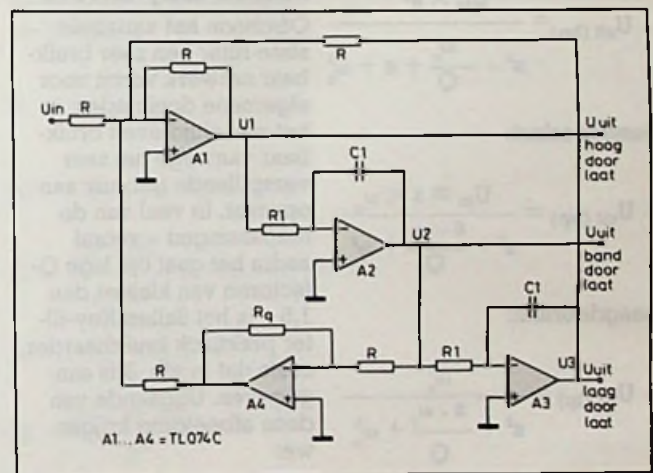 R
R
Uin
R
A1
U1
Uuit
hoog
door
laat
C1
R1
A2
U2
Uuit
band
door
laat
Rq
C1
R
R1
R
A4
A3
U3
Uuit
laag
door
laat
A1...A4 = TL074C